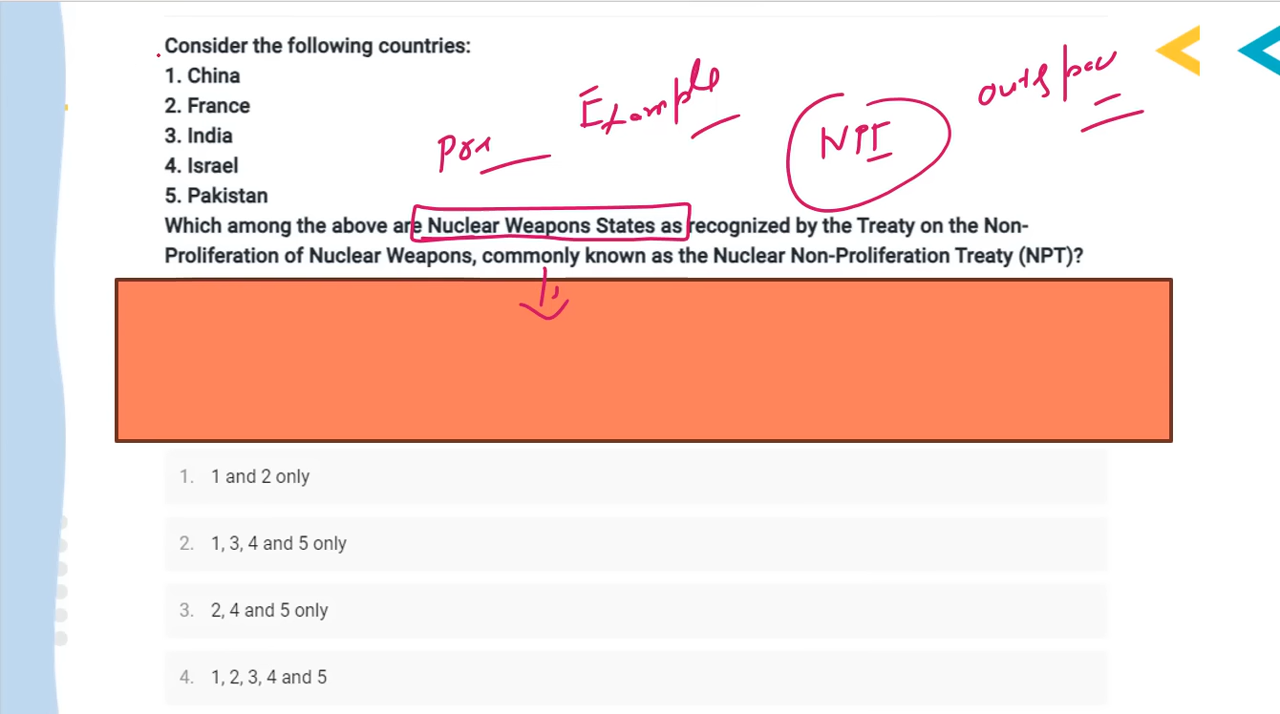 Consider the following countries:
1. China
2. France
3. India
4. Israel
5. Pakistan
Example
NPT
Which among the above are Nuclear Weapons States as recognized by the Treaty on the Non-
Proliferation of Nuclear Weapons, commonly known as the Nuclear Non-Proliferation Treaty (NPT)?
1. 1 and 2 only
2. 1, 3, 4 and 5 only
3. 2, 4 and 5 only
4. 1, 2, 3, 4 and 5